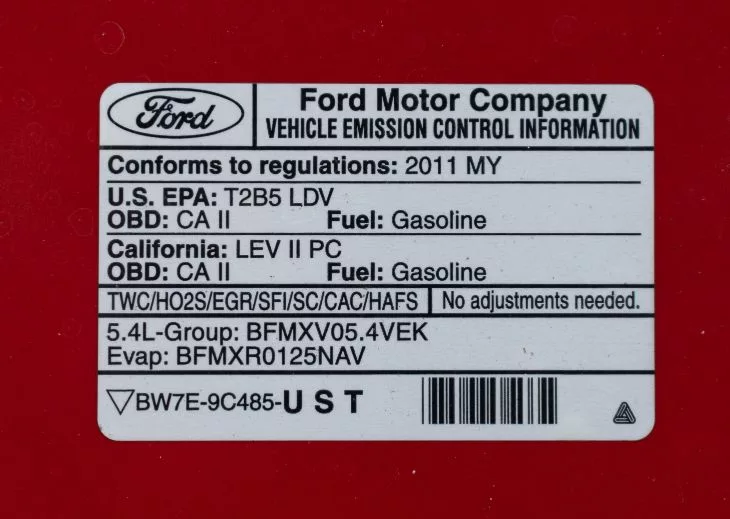 Ford
Ford Motor Company
VEHICLE EMISSION CONTROL INFORMATION
Conforms to regulations: 2011 MY
U.S. EPA: T2B5 LDV
OBD: CA II Fuel: Gasoline
California: LEV II PC
OBD: CA II Fuel: Gasoline
TWC/HO2S/EGR/SFI/SC/CAC/HAFS No adjustments needed.
5.4L-Group: BFMXV05.4VEK
Evap: BFMXR0125NAV
BW7E-9C485-U S T